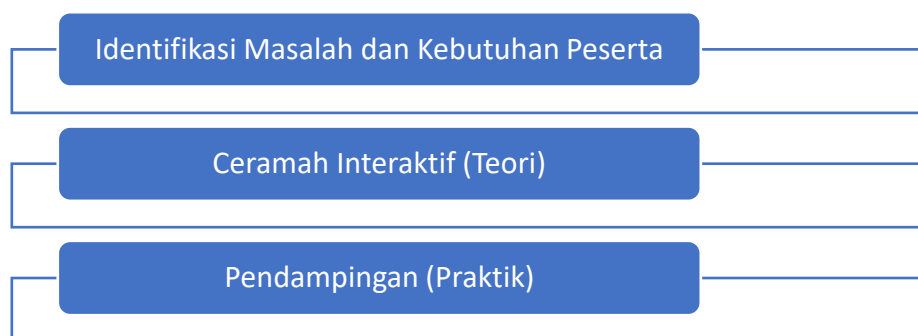 Identifikasi Masalah dan Kebutuhan Peserta
Ceramah Interaktif (Teori)
Pendampingan (Praktik)